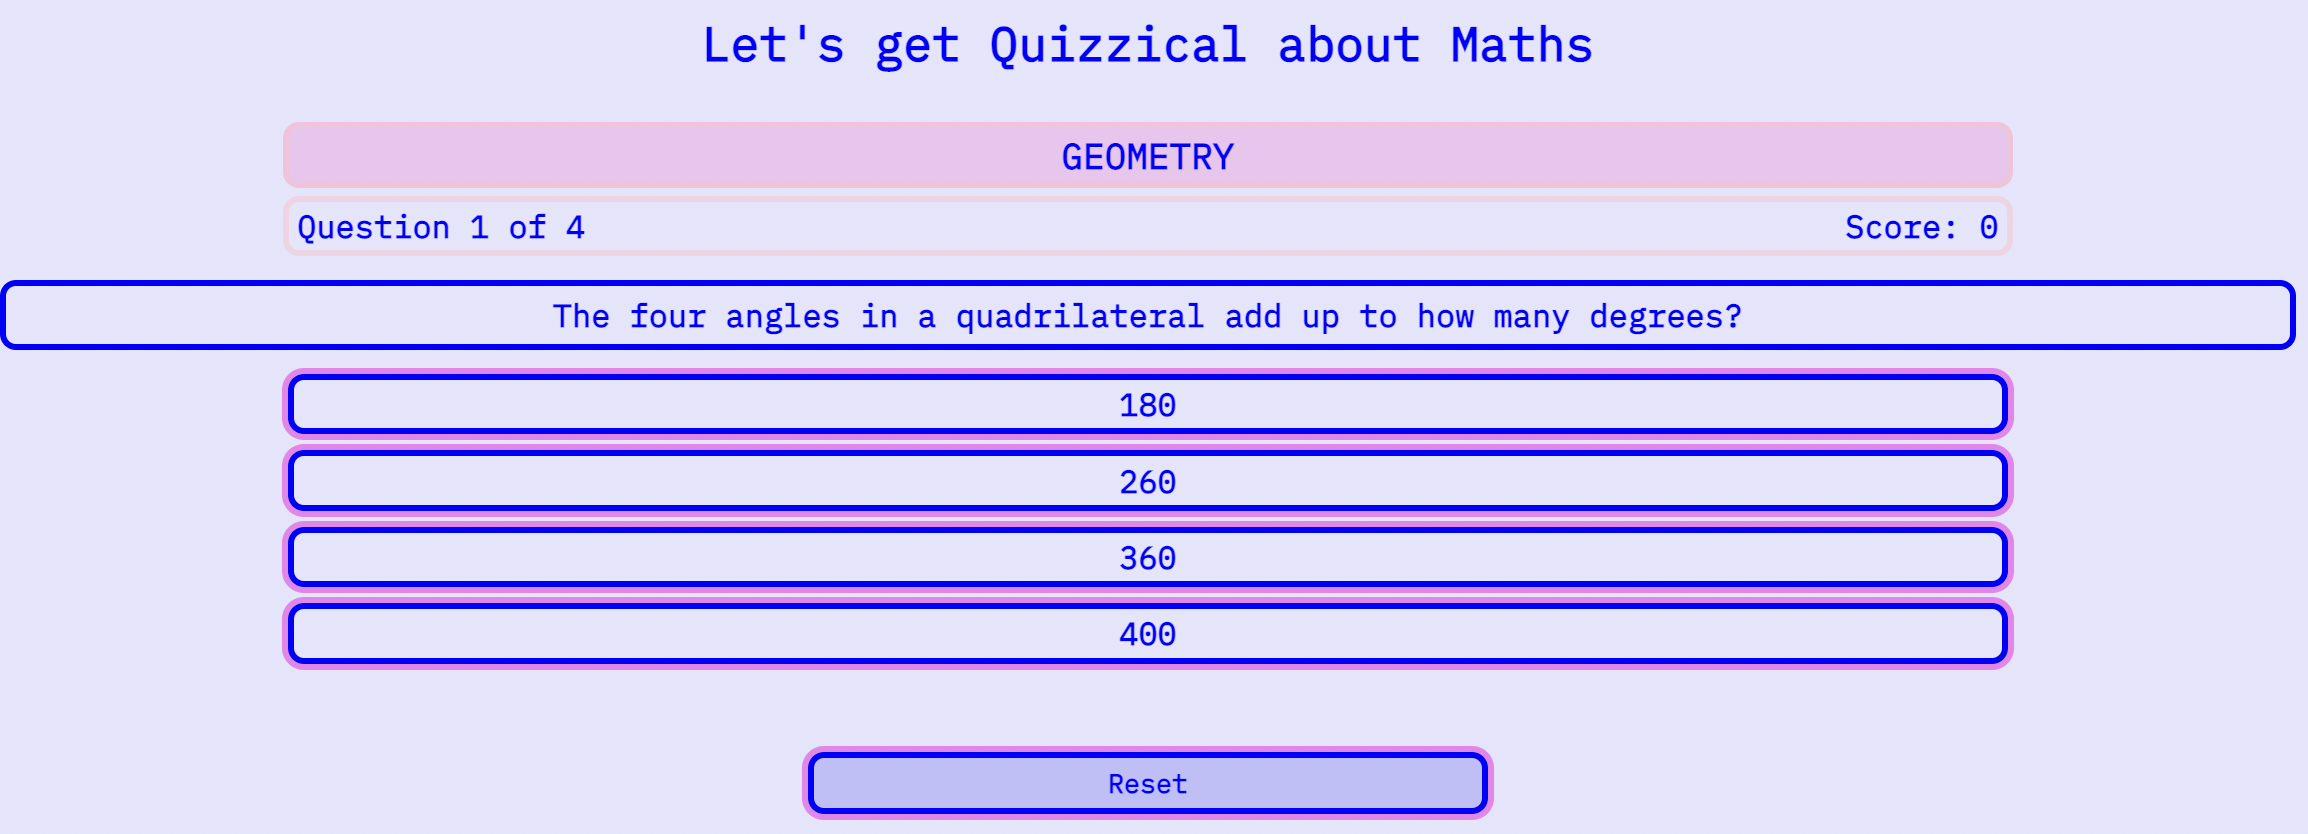 Let's get Quizzical about Maths
GEOMETRY
Question 1 of 4
Score: 0
The four angles in a quadrilateral add up to how many degrees?
180
260
360
400
Reset